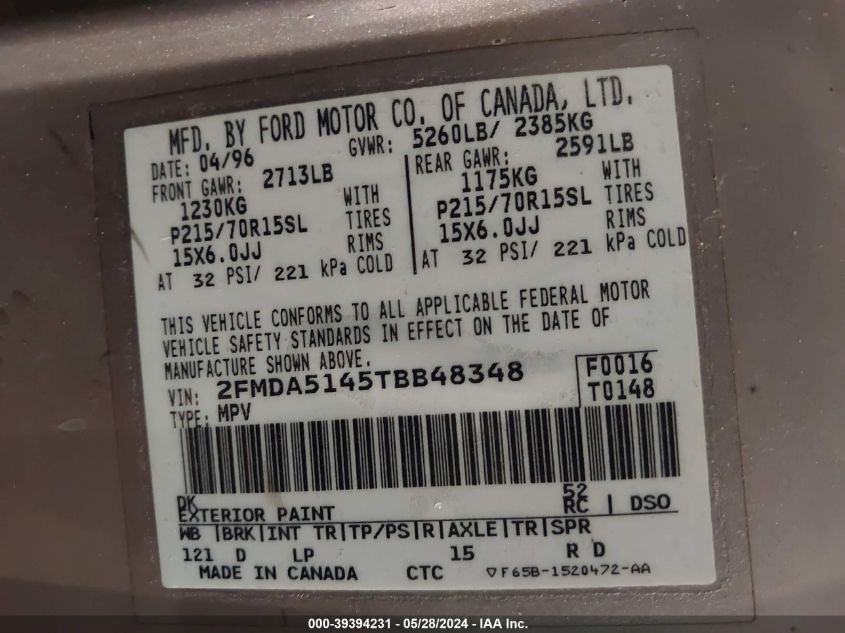 MFD. BY FORD MOTOR CO. OF CANADA, LTD.
DATE: 04/96 GVWR: 5260LB/ 2385KG
FRONT GAWR: 2713LB REAR GAWR: 2591LB
1230KG WITH 1175KG WITH
P215/70R15SL TIRES P215/70R15SL TIRES
15X6.0JJ RIMS 15X6.0JJ RIMS
AT 32 PSI/ 221 kPa COLD AT 32 PSI/ 221 kPa COLD
THIS VEHICLE CONFORMS TO ALL APPLICABLE FEDERAL MOTOR
VEHICLE SAFETY STANDARDS IN EFFECT ON THE DATE OF
MANUFACTURE SHOWN ABOVE.
VIN: 2FMDA5145TBB48348 F0016
TYPE: MPV T0148
DK 52
EXTERIOR PAINT RC | DSO
WB |BRK|INT TR|TP/PS|R|AXLE|TR|SPR
121 D LP 15 R D
MADE IN CANADA CTC ▽F65B-1520472-AA
000-39394231 - 05/28/2024 - IAA Inc.